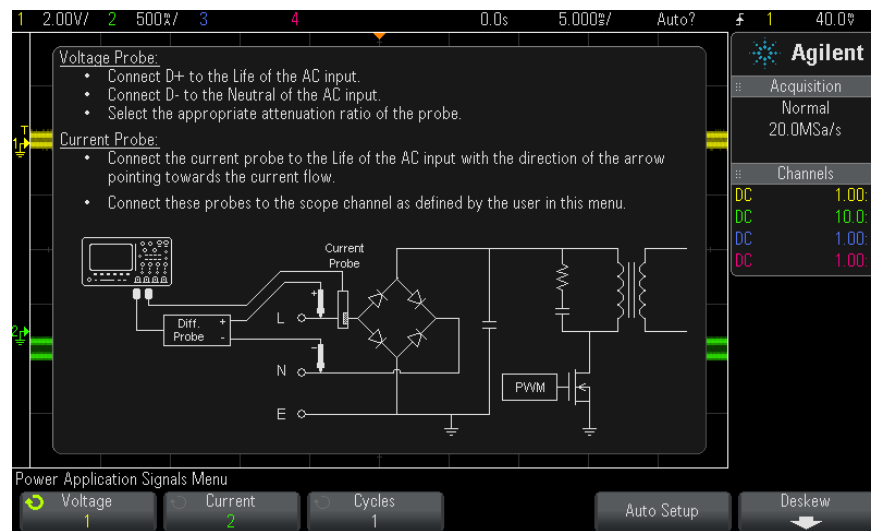 1 2.00V/ 2 500%/ 3 4 0.0s 5.000%/ Auto? 1 40.0%
Agilent
Voltage Probe:
• Connect D+ to the Life of the AC input.
• Connect D- to the Neutral of the AC input.
• Select the appropriate attenuation ratio of the probe.
Current Probe:
• Connect the current probe to the Life of the AC input with the direction of the arrow
pointing towards the current flow.
• Connect these probes to the scope channel as defined by the user in this menu.
Acquisition
Normal
20.0MSa/s
Channels
DC 1.00:
DC 10.0:
DC 1.00:
DC 1.00:
T
1
2
Current
Probe
Diff. +
Probe -
+
-
L
N
E
PWM
Power Application Signals Menu
Voltage
1
Current
2
Cycles
1
Auto Setup
Deskew